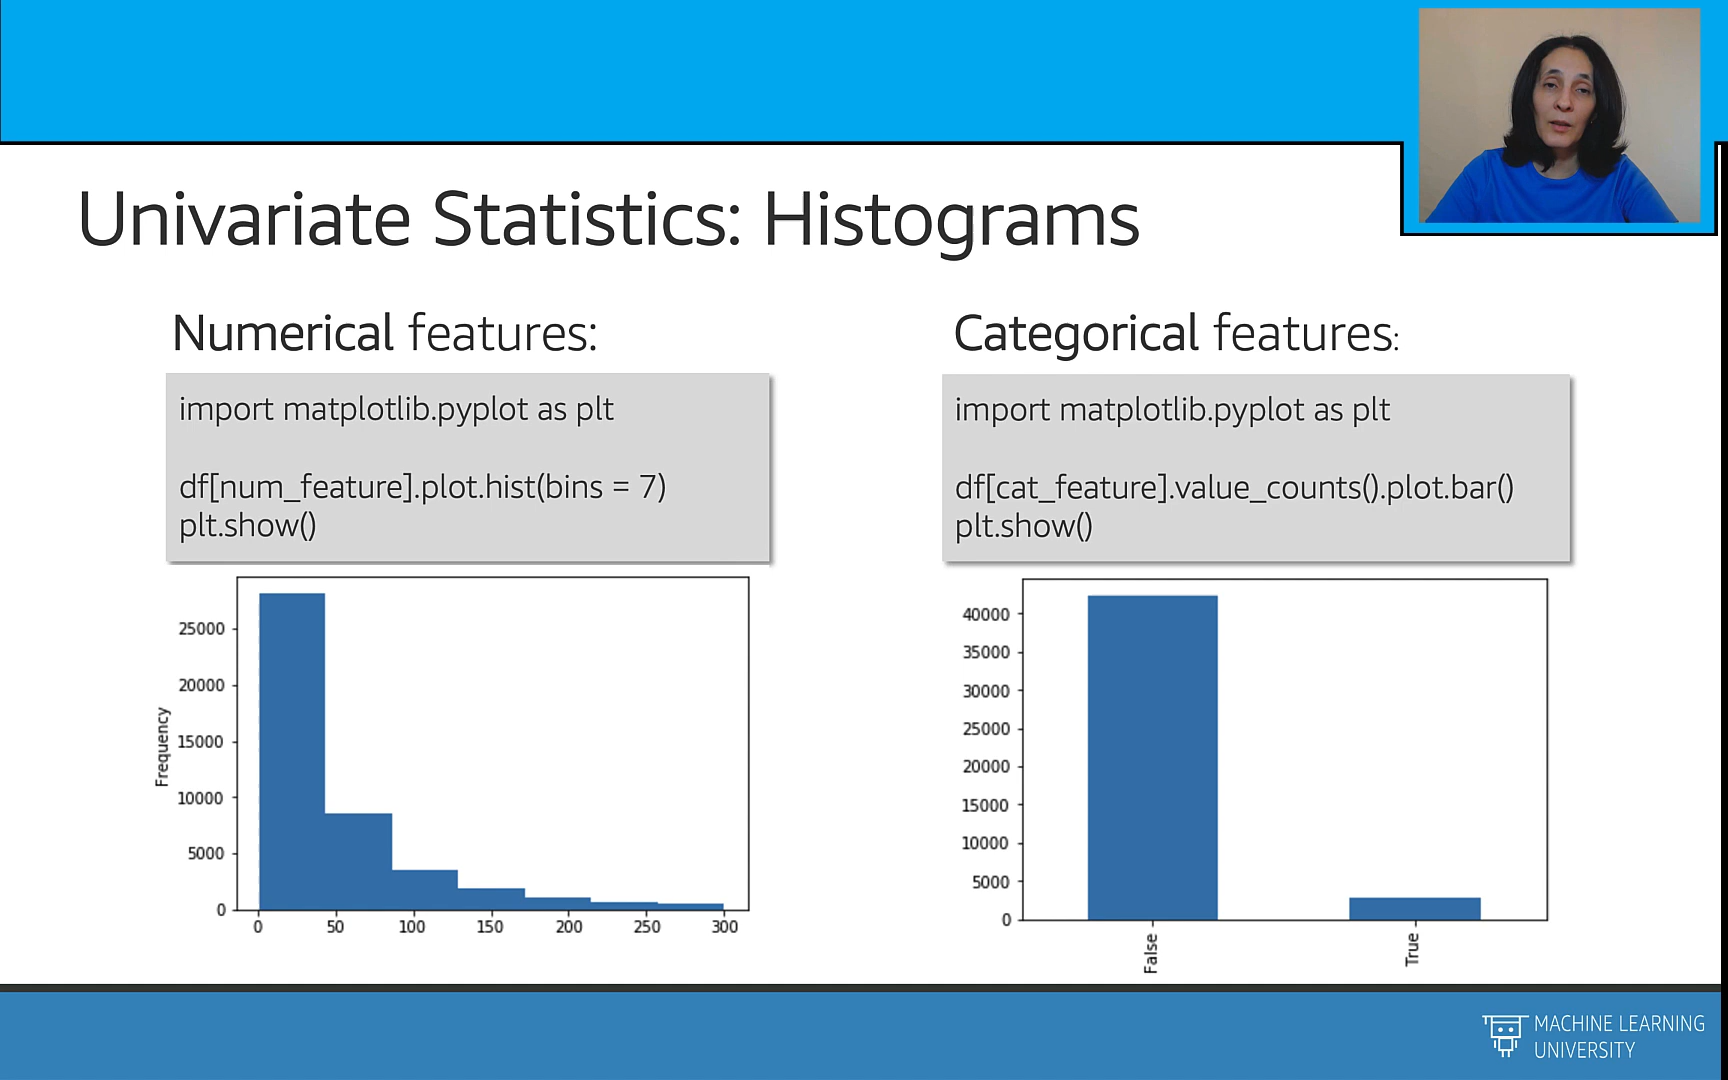 Univariate Statistics: Histograms
Numerical features:
import matplotlib.pyplot as plt
df[num_feature].plot.hist(bins = 7)
plt.show()
Frequency
25000
20000
15000
10000
5000
0
0 50 100 150 200 250 300
Categorical features:
import matplotlib.pyplot as plt
df[cat_feature].value_counts().plot.bar()
plt.show()
40000
35000
30000
25000
20000
15000
10000
5000
0
False True
MACHINE LEARNING
UNIVERSITY